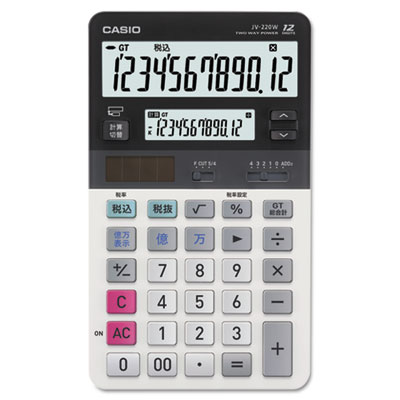 CASIO JV-220W 12 DIGITS
TWO WAY POWER
GT 税込
1234567890.12
GT
K 1234567890.12
計算切替
F CUT 5/4 4 3 2 1 0 ADD2
税率 税率設定
税込 税抜 √ % GT 総合計
億万表示 億 万 ▶ ÷
+/− 7 8 9 ×
C 4 5 6 −
ON AC 1 2 3 +
0 00 · =